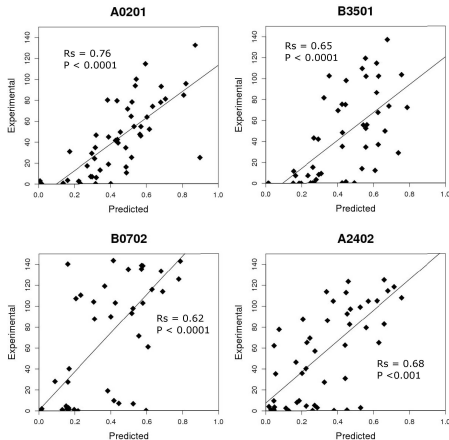 A0201
B3501
Experimental
0 20 40 60 80 100 120 140
Rs = 0.76
P < 0.0001
0.0 0.2 0.4 0.6 0.8 1.0
Predicted
Experimental
0 20 40 60 80 100 120 140
Rs = 0.65
P < 0.0001
0.0 0.2 0.4 0.6 0.8 1.0
Predicted
B0702
A2402
Experimental
0 20 40 60 80 100 120 140
Rs = 0.62
P < 0.0001
0.0 0.2 0.4 0.6 0.8 1.0
Predicted
Experimental
0 20 40 60 80 100 120 140
Rs = 0.68
P <0.001
0.0 0.2 0.4 0.6 0.8 1.0
Predicted